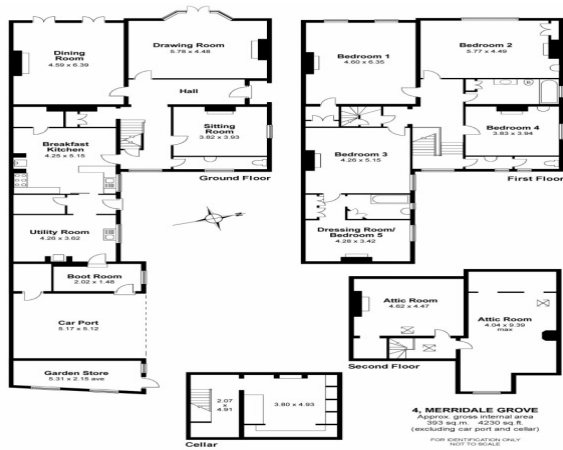 Dining
Room
4.59 x 6.39
Drawing Room
5.78 x 4.48
Hall
Sitting
Room
3.82 x 3.93
Breakfast
Kitchen
4.25 x 5.15
Ground Floor
Utility Room
4.26 x 3.62
Boot Room
2.02 x 1.48
Car Port
5.17 x 5.12
Garden Store
5.31 x 2.15 ave
Bedroom 1
4.60 x 6.35
Bedroom 2
5.77 x 4.49
Bedroom 3
4.26 x 5.15
Bedroom 4
3.83 x 3.94
First Floor
Dressing Room/
Bedroom 5
4.28 x 3.42
Attic Room
4.62 x 4.47
Attic Room
4.04 x 9.39
max
Second Floor
2.07
x
4.91
3.80 x 4.93
Cellar
4, MERRIDALE GROVE
Approx. gross internal area
393 sq.m. 4230 sq.ft.
(excluding car port and cellar)
FOR IDENTIFICATION ONLY
NOT TO SCALE